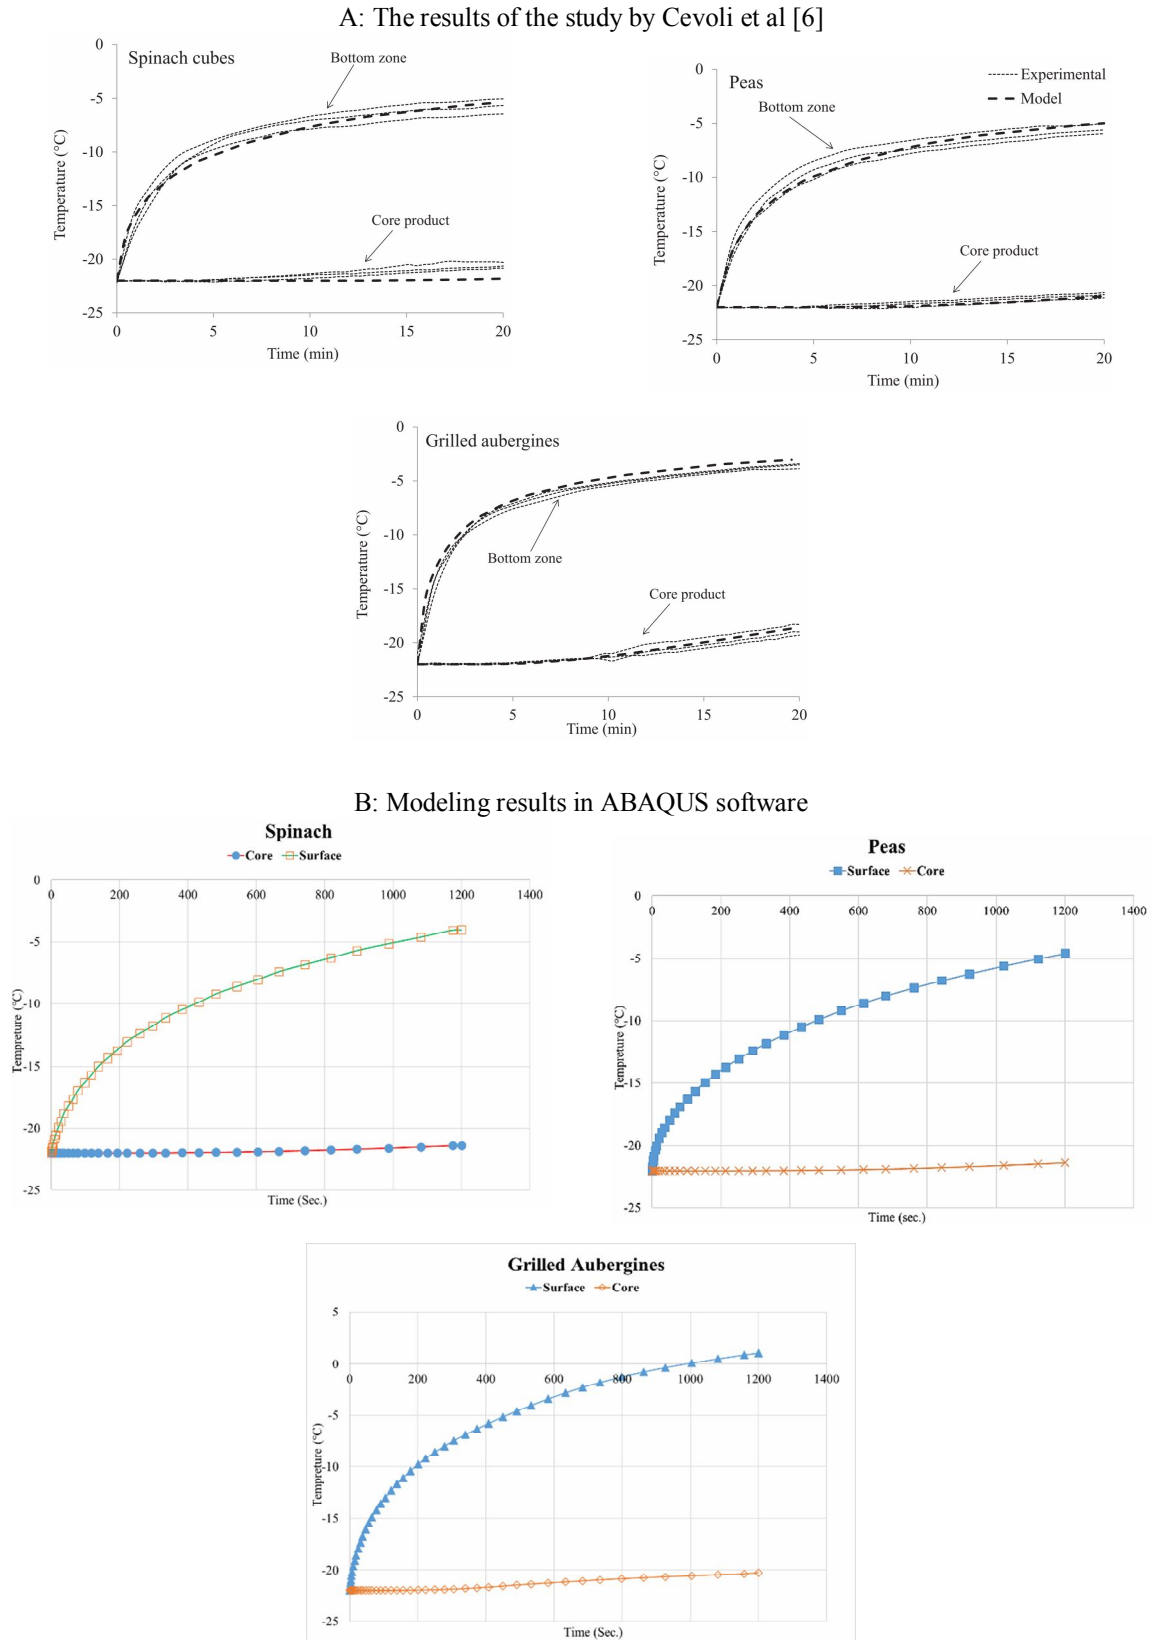 A: The results of the study by Cevoli et al [6]
Spinach cubes
Bottom zone
Core product
Temperature (°C)
0
-5
-10
-15
-20
-25
0 5 10 15 20
Time (min)
Peas
Experimental
Model
Bottom zone
Core product
Temperature (°C)
0
-5
-10
-15
-20
-25
0 5 10 15 20
Time (min)
Grilled aubergines
Bottom zone
Core product
Temperature (°C)
0
-5
-10
-15
-20
-25
0 5 10 15 20
Time (min)
B: Modeling results in ABAQUS software
Spinach
Core Surface
0
0 200 400 600 800 1000 1200 1400
-5
-10
-15
-20
-25
Tempreture (°C)
Time (Sec.)
Peas
Surface Core
0
0 200 400 600 800 1000 1200 1400
-5
-10
-15
-20
-25
Tempreture (°C)
Time (sec.)
Grilled Aubergines
Surface Core
5
0
0 200 400 600 800 1000 1200 1400
-5
-10
-15
-20
-25
Tempreture (°C)
Time (Sec.)